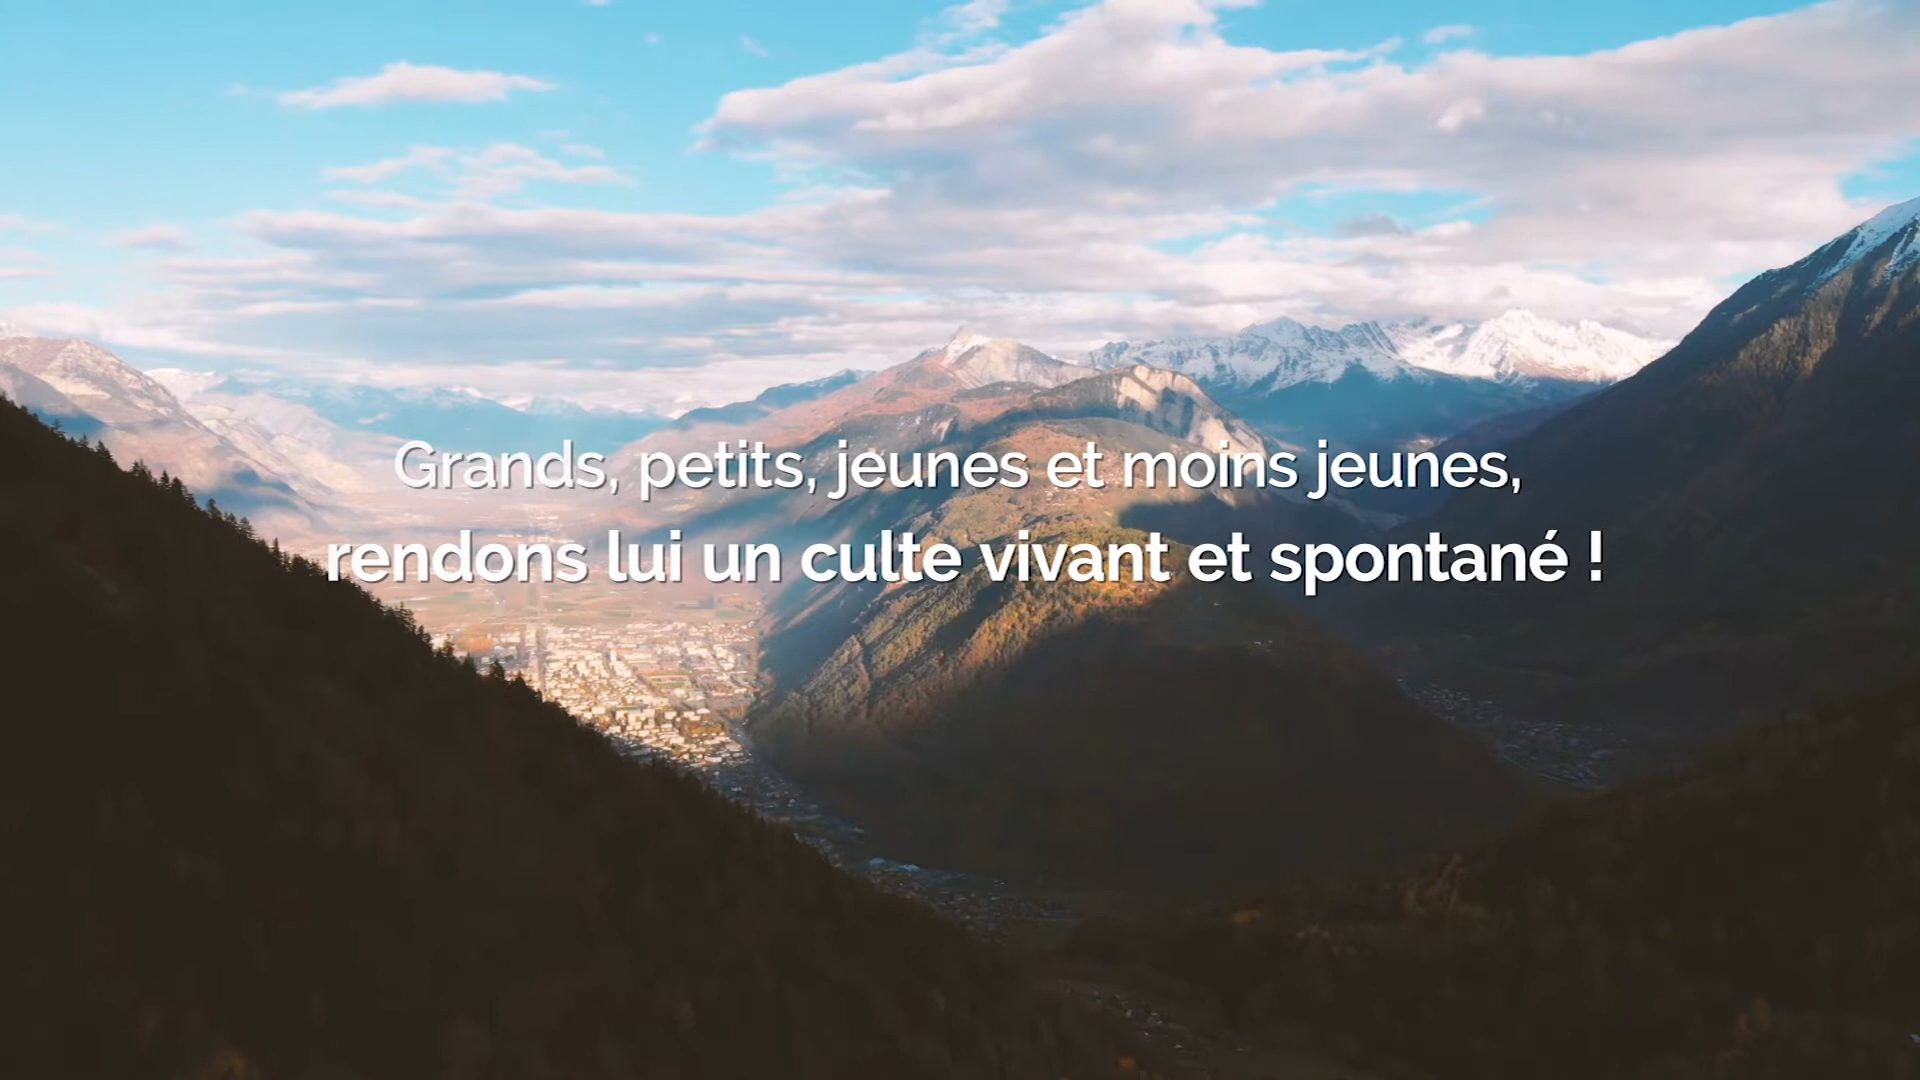 Grands, petits, jeunes et moins jeunes,
rendons lui un culte vivant et spontané !